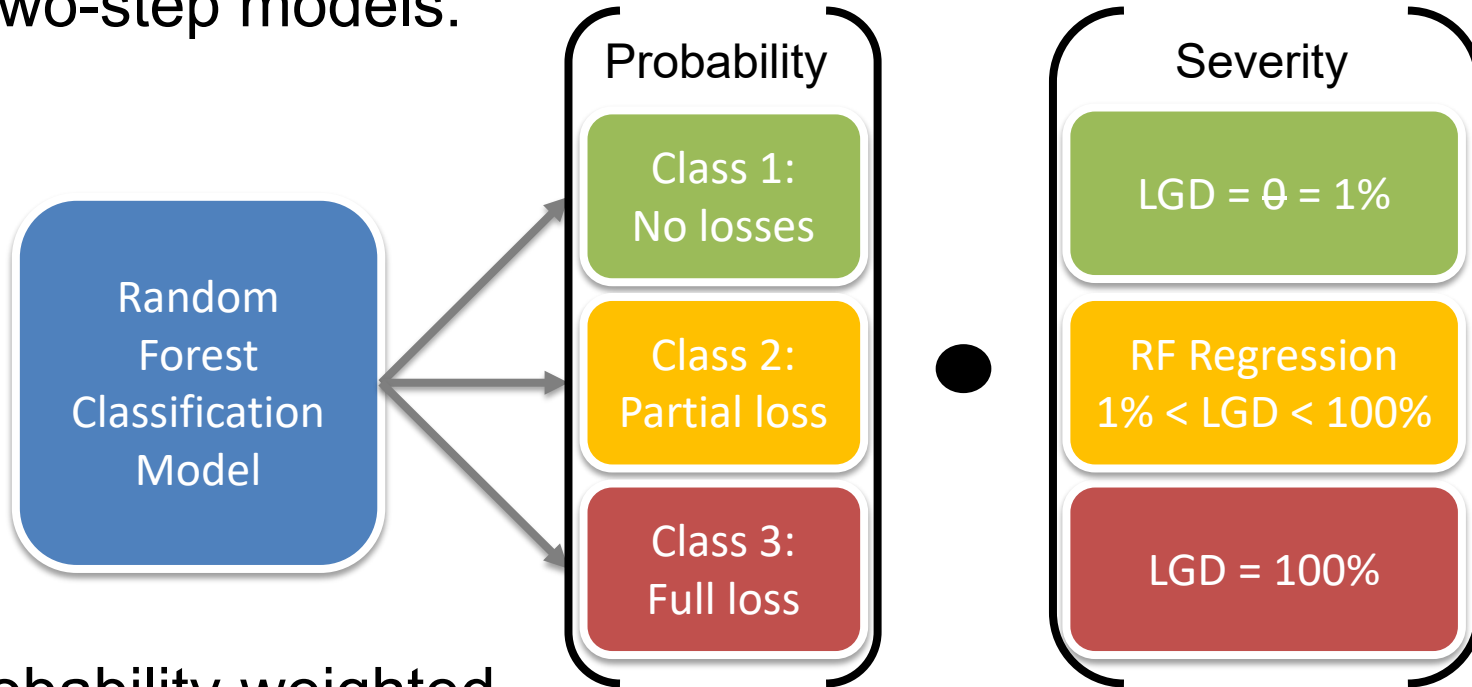 wo-step models:
Probability
Severity
Class 1:
No losses
LGD = 0 = 1%
Random
Forest
Classification
Model
Class 2:
Partial loss
RF Regression
1% < LGD < 100%
Class 3:
Full loss
LGD = 100%
obability weighted